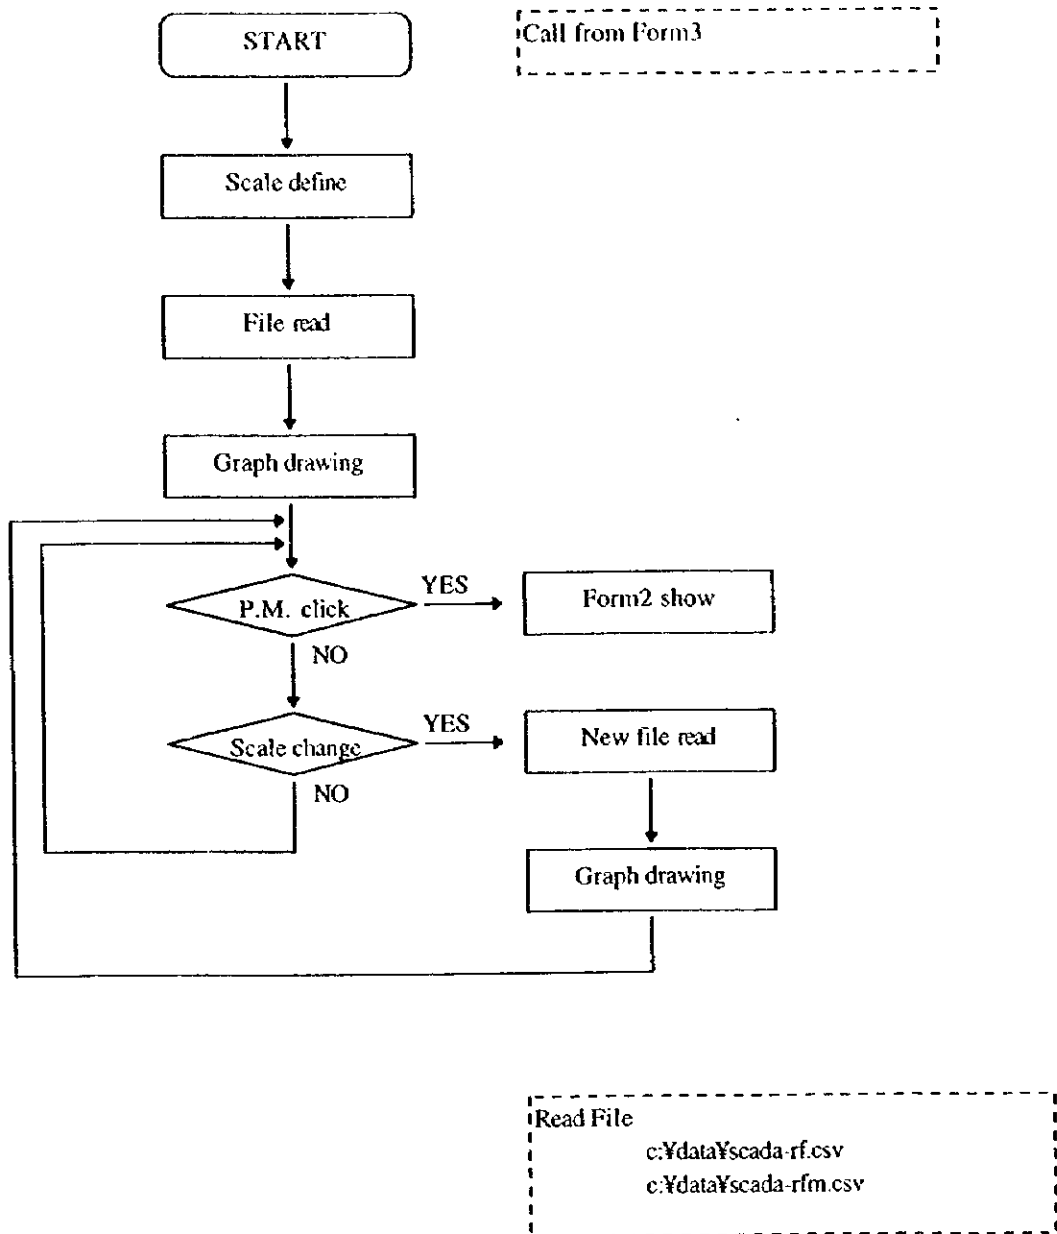 START
Call from Form3
Scale define
File read
Graph drawing
P.M. click
YES
Form2 show
NO
Scale change
YES
New file read
NO
Graph drawing
Read File
c:¥data¥scada-rf.csv
c:¥data¥scada-rfm.csv